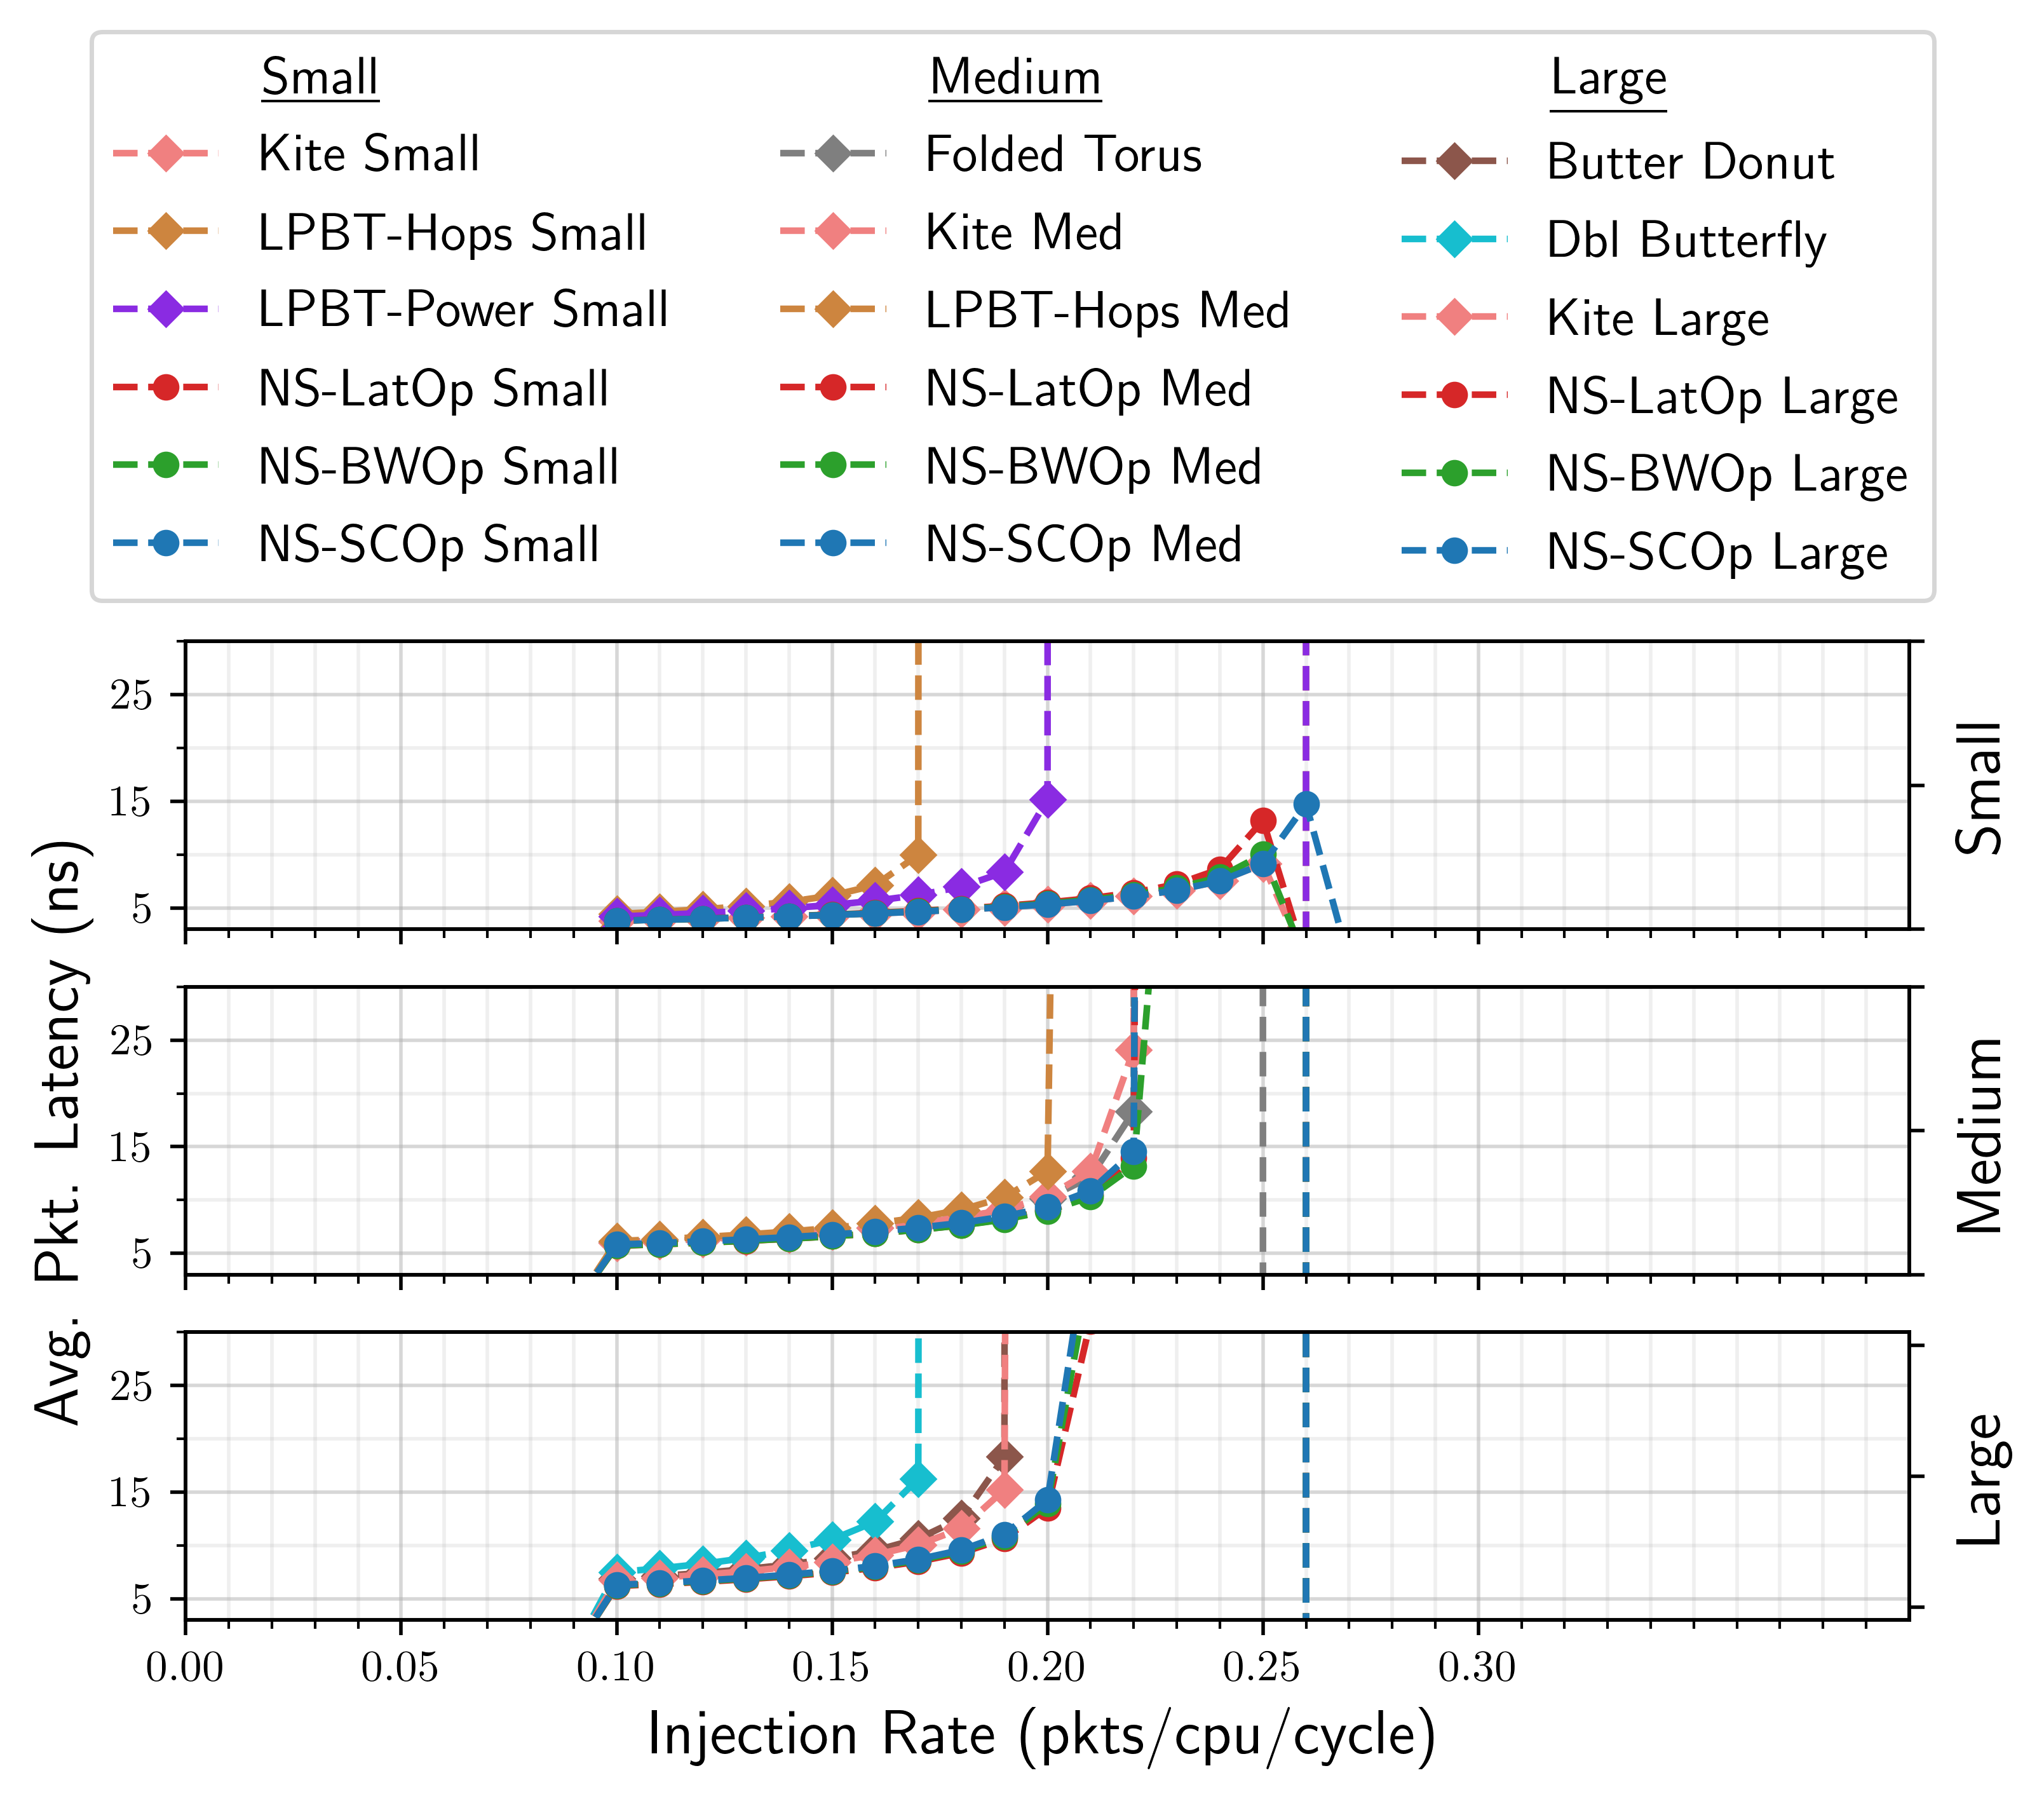 Small
Kite Small
LPBT-Hops Small
LPBT-Power Small
NS-LatOp Small
NS-BWOp Small
NS-SCOp Small
Medium
Folded Torus
Kite Med
LPBT-Hops Med
NS-LatOp Med
NS-BWOp Med
NS-SCOp Med
Large
Butter Donut
Dbl Butterfly
Kite Large
NS-LatOp Large
NS-BWOp Large
NS-SCOp Large
Avg. Pkt. Latency (ns)
25
15
5
Small
25
15
5
Medium
25
15
5
Large
0.00 0.05 0.10 0.15 0.20 0.25 0.30
Injection Rate (pkts/cpu/cycle)